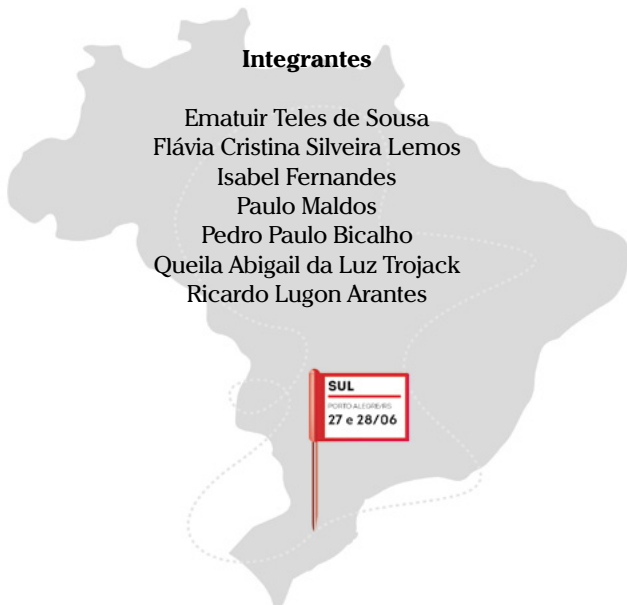 Integrantes
Ematuir Teles de Sousa
Flávia Cristina Silveira Lemos
Isabel Fernandes
Paulo Maldos
Pedro Paulo Bicalho
Queila Abigail da Luz Trojack
Ricardo Lugon Arantes
SUL
PORTO ALEGRE/RS
27 e 28/06